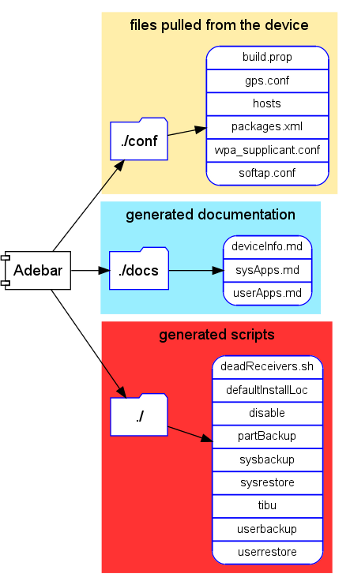 files pulled from the device
build.prop
gps.conf
hosts
./conf
packages.xml
wpa_supplicant.conf
softap.conf
generated documentation
deviceInfo.md
Adebar
./docs
sysApps.md
userApps.md
generated scripts
deadReceivers.sh
defaultInstallLoc
disable
./
partBackup
sysbackup
sysrestore
tibu
userbackup
userrestore